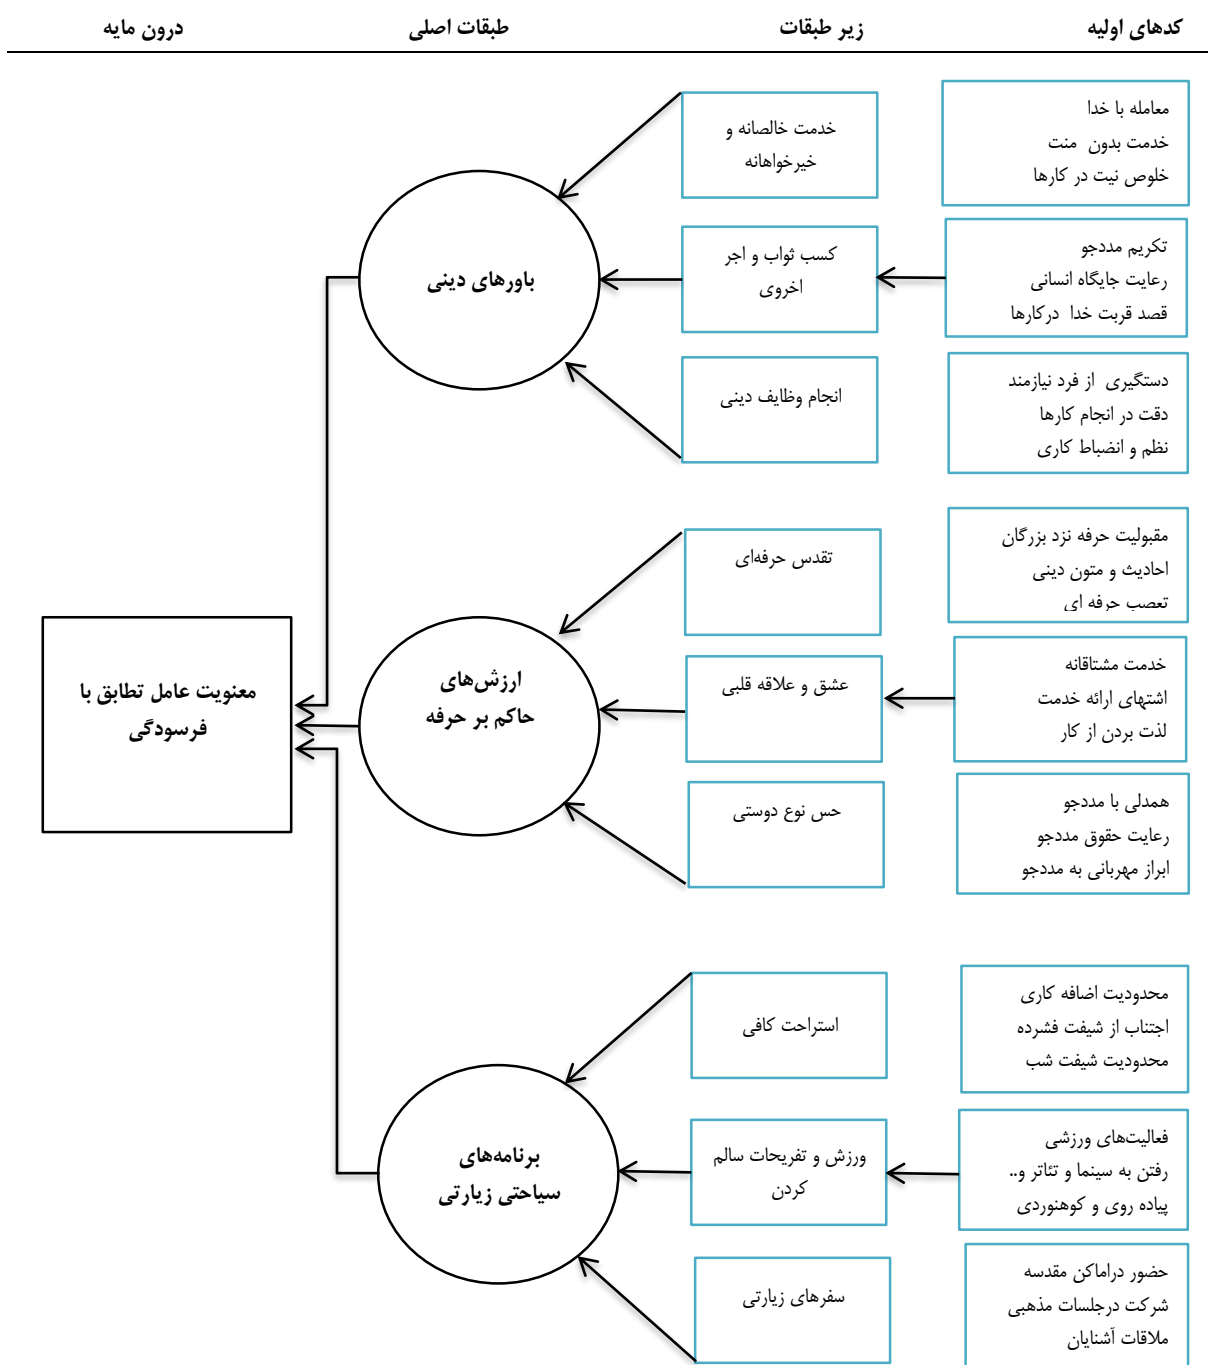 کدهای اولیه
زیر طبقات
طبقات اصلی
درون مایه
معامله با خدا
خدمت بدون منت
خلوص نیت در کارها
خدمت خالصانه و
خیرخواهانه
تکریم مددجو
رعایت جایگاه انسانی
قصد قربت خدا درکارها
کسب ثواب و اجر
اخروی
باورهای دینی
دستگیری از فرد نیازمند
دقت در انجام کارها
نظم و انضباط کاری
انجام وظایف دینی
مقبولیت حرفه نزد بزرگان
احادیث و متون دینی
تعصب حرفه ای
تقدس حرفه‌ای
خدمت مشتاقانه
اشتهای ارائه خدمت
لذت بردن از کار
عشق و علاقه قلبی
ارزش‌های
حاکم بر حرفه
معنویت عامل تطابق با
فرسودگی
همدلی با مددجو
رعایت حقوق مددجو
ابراز مهربانی به مددجو
حس نوع دوستی
محدودیت اضافه کاری
اجتناب از شیفت فشرده
محدودیت شیفت شب
استراحت کافی
فعالیت‌های ورزشی
رفتن به سینما و تئاتر و..
پیاده روی و کوهنوردی
ورزش و تفریحات سالم
کردن
برنامه‌های
سیاحتی زیارتی
حضور دراماکن مقدسه
شرکت درجلسات مذهبی
ملاقات آشنایان
سفرهای زیارتی